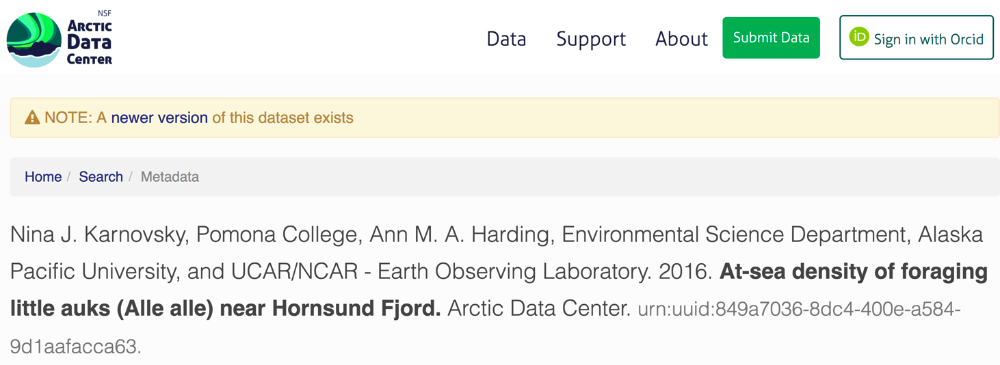 NSF
ARCTIC
DATA
CENTER
Data Support About Submit Data iD Sign in with Orcid
NOTE: A newer version of this dataset exists
Home / Search / Metadata
Nina J. Karnovsky, Pomona College, Ann M. A. Harding, Environmental Science Department, Alaska
Pacific University, and UCAR/NCAR - Earth Observing Laboratory. 2016. At-sea density of foraging
little auks (Alle alle) near Hornsund Fjord. Arctic Data Center. urn:uuid:849a7036-8dc4-400e-a584-
9d1aafacca63.